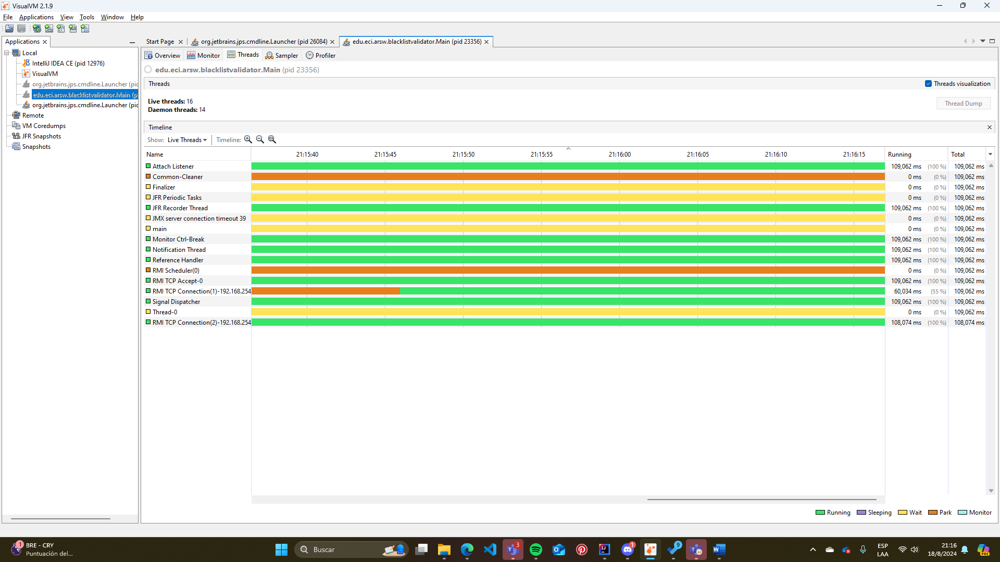 VisualVM 2.1.9
File Applications View Tools Window Help
Applications
Local
IntelliJ IDEA CE (pid 12976)
VisualVM
org.jetbrains.jps.cmdline.Launcher (pid
edu.eci.arsw.blacklistvalidator.Main (p
org.jetbrains.jps.cmdline.Launcher (pid
Remote
VM Coredumps
JFR Snapshots
Snapshots
Start Page org.jetbrains.jps.cmdline.Launcher (pid 26084) edu.eci.arsw.blacklistvalidator.Main (pid 23356)
Overview Monitor Threads Sampler Profiler
edu.eci.arsw.blacklistvalidator.Main (pid 23356)
Threads Threads visualization
Live threads: 16
Daemon threads: 14
Thread Dump
Timeline
Show: Live Threads Timeline:
Name 21:15:40 21:15:45 21:15:50 21:15:55 21:16:00 21:16:05 21:16:10 21:16:15 Running Total
Attach Listener 109,062 ms (100 %) 109,062 ms
Common-Cleaner 0 ms (0 %) 109,062 ms
Finalizer 0 ms (0 %) 109,062 ms
JFR Periodic Tasks 0 ms (0 %) 109,062 ms
JFR Recorder Thread 109,062 ms (100 %) 109,062 ms
JMX server connection timeout 39 0 ms (0 %) 109,062 ms
main 0 ms (0 %) 109,062 ms
Monitor Ctrl-Break 109,062 ms (100 %) 109,062 ms
Notification Thread 109,062 ms (100 %) 109,062 ms
Reference Handler 109,062 ms (100 %) 109,062 ms
RMI Scheduler(0) 0 ms (0 %) 109,062 ms
RMI TCP Accept-0 109,062 ms (100 %) 109,062 ms
RMI TCP Connection(1)-192.168.254 60,034 ms (55 %) 109,062 ms
Signal Dispatcher 109,062 ms (100 %) 109,062 ms
Thread-0 0 ms (0 %) 109,062 ms
RMI TCP Connection(2)-192.168.254 108,074 ms (100 %) 108,074 ms
Running Sleeping Wait Park Monitor
1
BRE - CRY
Puntuación del...
Buscar
3
1
9
ESP
LAA
21:16
18/8/2024
PRE